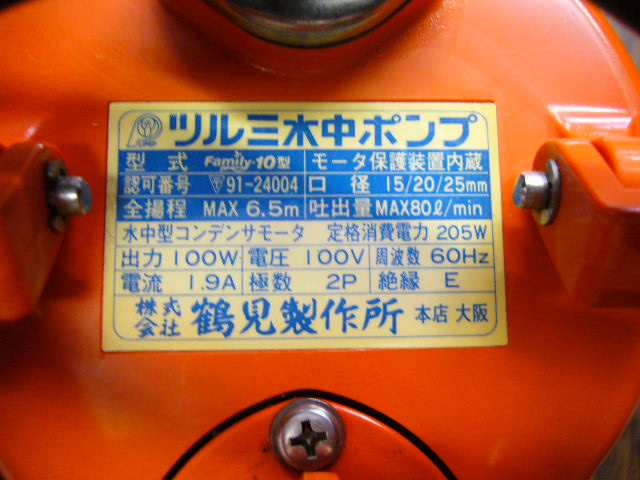 ツルミ水中ポンプ
型式 Family-10型 モータ保護装置内蔵
認可番号 91-24004 口径 15/20/25mm
全揚程 MAX 6.5m 吐出量 MAX80ℓ/min
水中型コンデンサモータ 定格消費電力 205W
出力 100W 電圧 100V 周波数 60Hz
電流 1.9A 極数 2P 絶縁 E
株式会社 鶴見製作所 本店 大阪